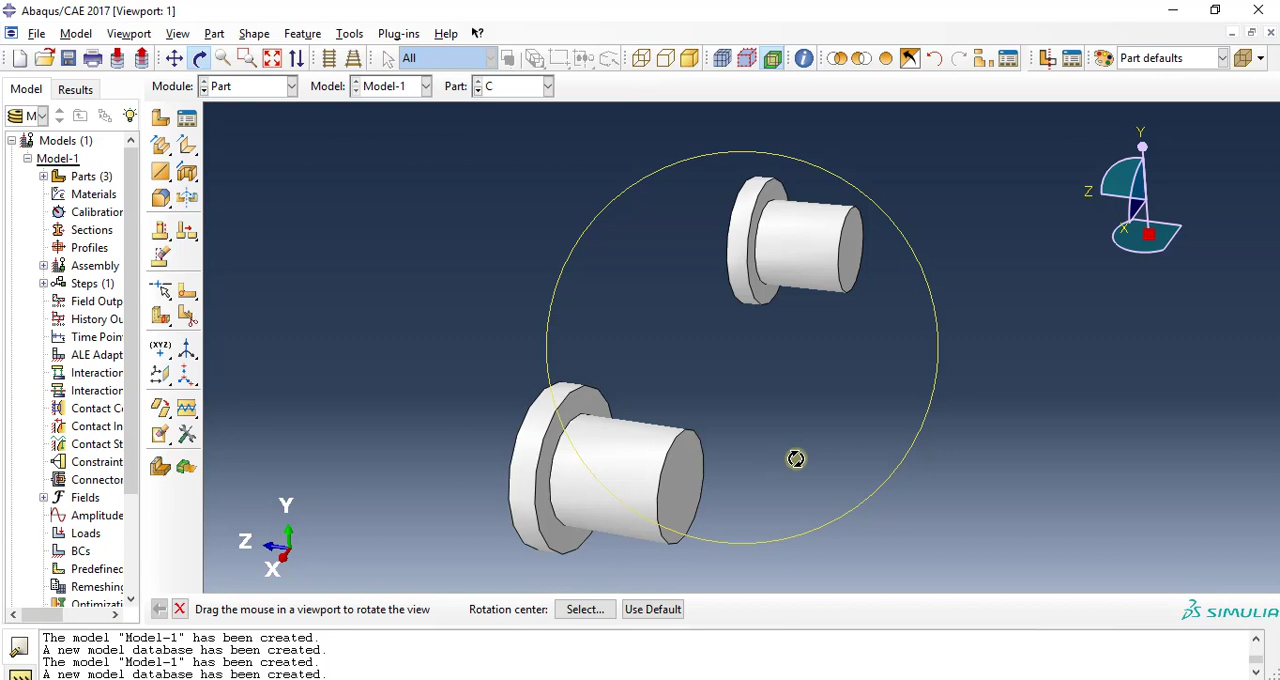 Abaqus/CAE 2017 [Viewport: 1]
File Model Viewport View Part Shape Feature Tools Plug-ins Help
All
Part defaults
Model Results
Module: Part Model: Model-1 Part: C
M
Models (1)
Model-1
Parts (3)
Materials
Calibration
Sections
Profiles
Assembly
Steps (1)
Field Outp
History Ou
Time Point
ALE Adapt
Interaction
Interaction
Contact Co
Contact In
Contact St
Constraint
Connector
Fields
Amplitude
Loads
BCs
Predefined
Remeshing
Optimizatio
(XYZ)
Y
Z
X
Y
Z
X
Drag the mouse in a viewport to rotate the view Rotation center: Select... Use Default
SIMULIA
The model "Model-1" has been created.
A new model database has been created.
The model "Model-1" has been created.
A new model database has been created.
>>>